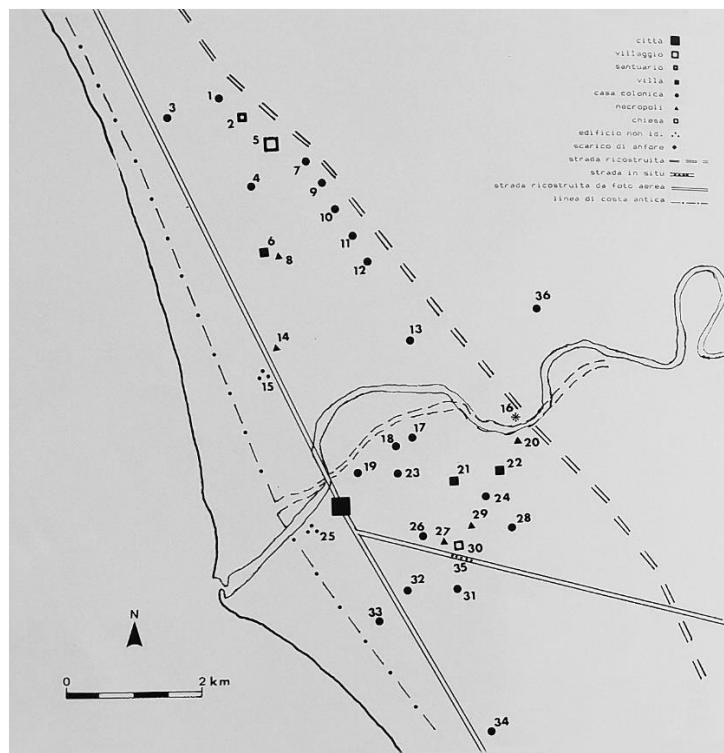 città
villaggio
santuario
villa
casa colonica
necropoli
chiesa
edificio non id.
scarico di anfore
strada ricostruita
strada in situ
strada ricostruita da foto aerea
linea di costa antica
1
3
2
5
7
4
9
10
11
12
6
8
36
13
14
15
16
17
18
20
19
23
21
22
24
25
26
27
29
28
30
35
32
31
33
34
N
0
2 km